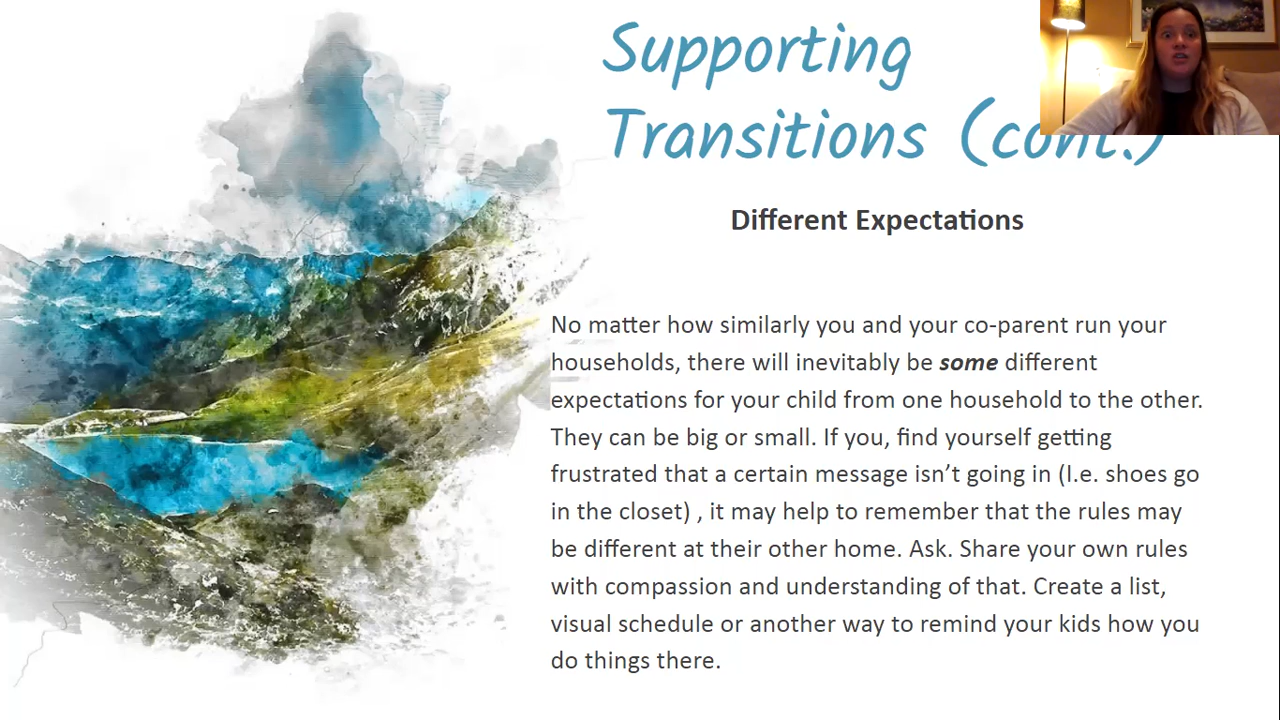 Supporting
Transitions (cont.)
Different Expectations
No matter how similarly you and your co-parent run your
households, there will inevitably be some different
expectations for your child from one household to the other.
They can be big or small. If you, find yourself getting
frustrated that a certain message isn’t going in (I.e. shoes go
in the closet) , it may help to remember that the rules may
be different at their other home. Ask. Share your own rules
with compassion and understanding of that. Create a list,
visual schedule or another way to remind your kids how you
do things there.